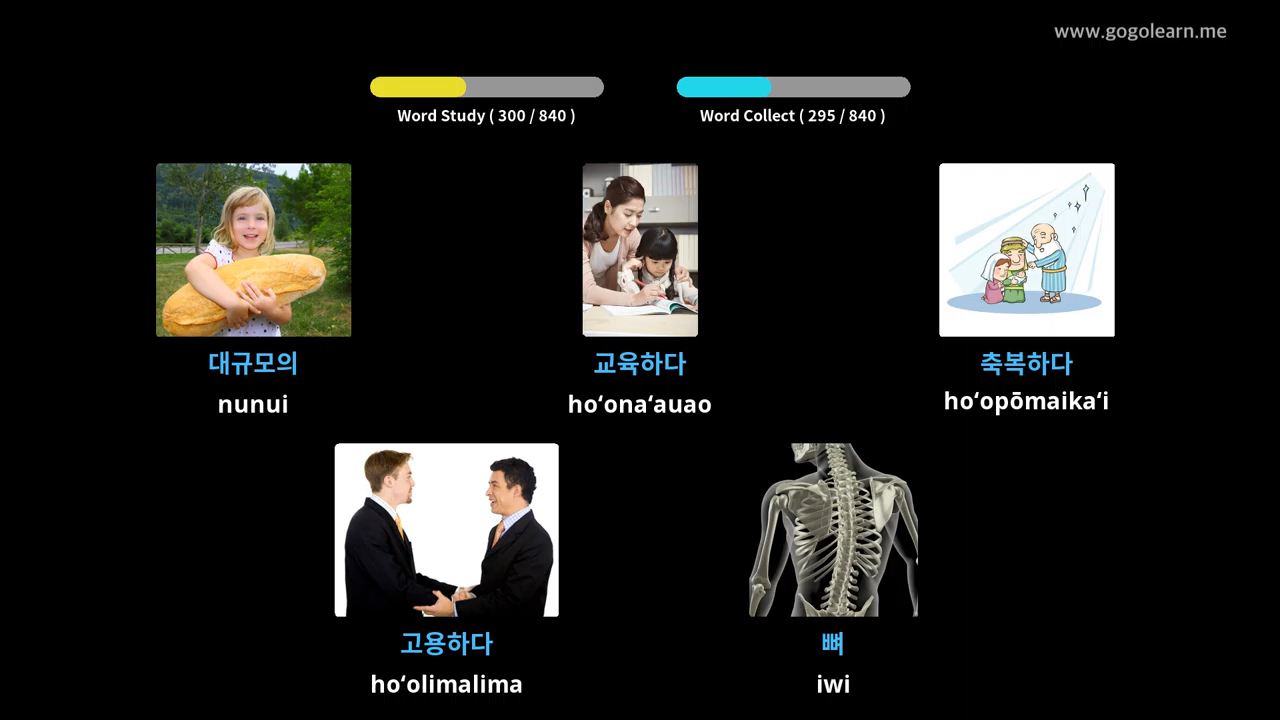 www.gogolearn.me
Word Study ( 300 / 840 )
Word Collect ( 295 / 840 )
대규모의
nunui
교육하다
hoʻonaʻauao
축복하다
hoʻopōmaikaʻi
고용하다
hoʻolimalima
뼈
iwi